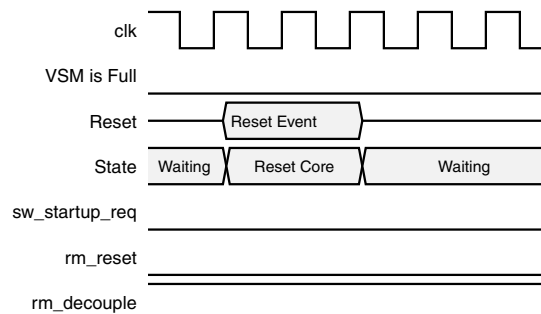 clk
VSM is Full
Reset
Reset Event
State
Waiting
Reset Core
Waiting
sw_startup_req
rm_reset
rm_decouple